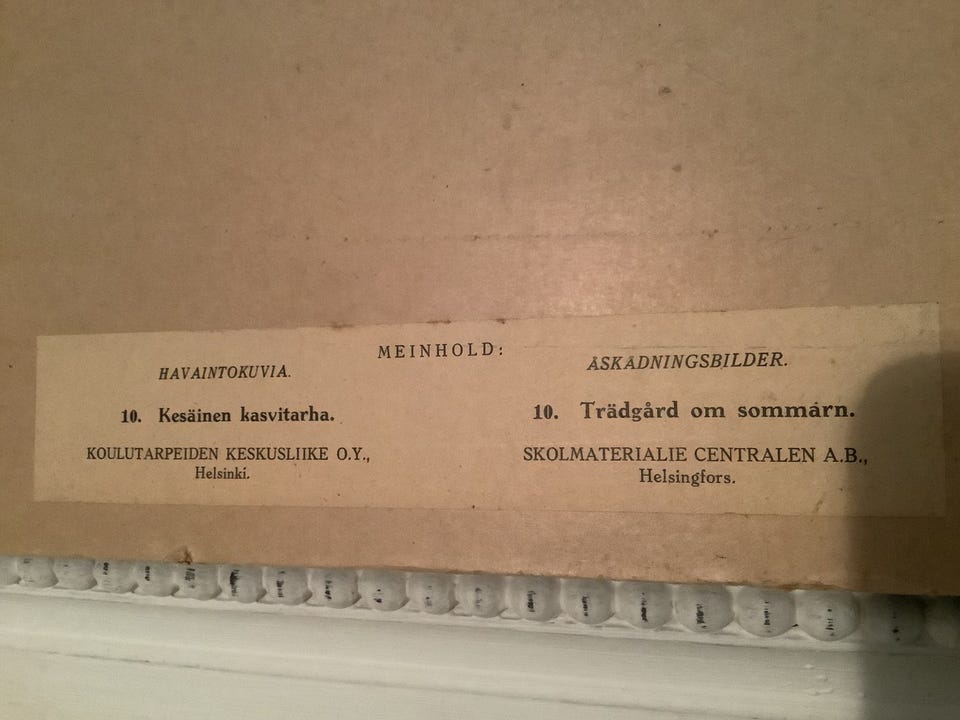 MEINHOLD:
HAVAINTOKUVIA.
10. Kesäinen kasvitarha.
KOULUTARPEIDEN KESKUSLIIKE O.Y.,
Helsinki.
ÅSKÅDNINGSBILDER.
10. Trädgård om sommarn.
SKOLMATERIALIE CENTRALEN A.B.,
Helsingfors.